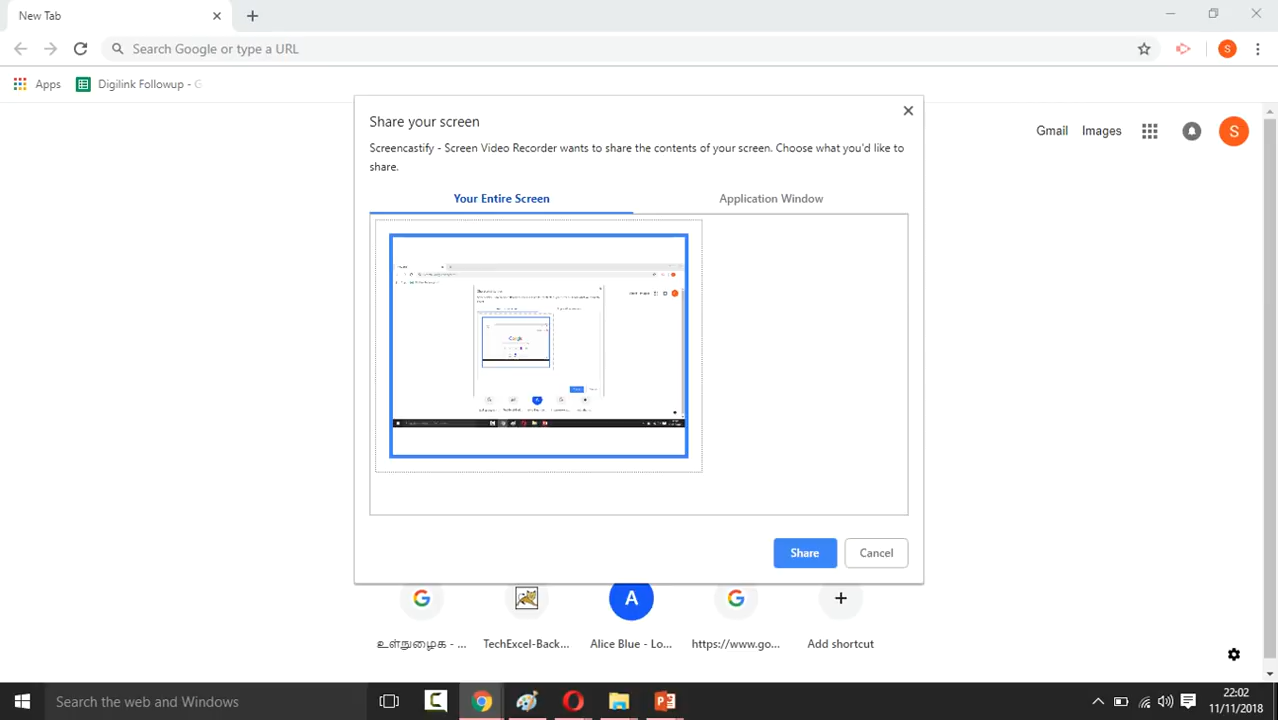 New Tab
Search Google or type a URL
Apps
Digilink Followup - G
Gmail
Images
S
S
Share your screen
Screencastify - Screen Video Recorder wants to share the contents of your screen. Choose what you'd like to
share.
Your Entire Screen
Application Window
Share
Cancel
A
உள்நுழைக - ...
TechExcel-Back...
Alice Blue - Lo...
https://www.go...
Add shortcut
Search the web and Windows
22:02
11/11/2018